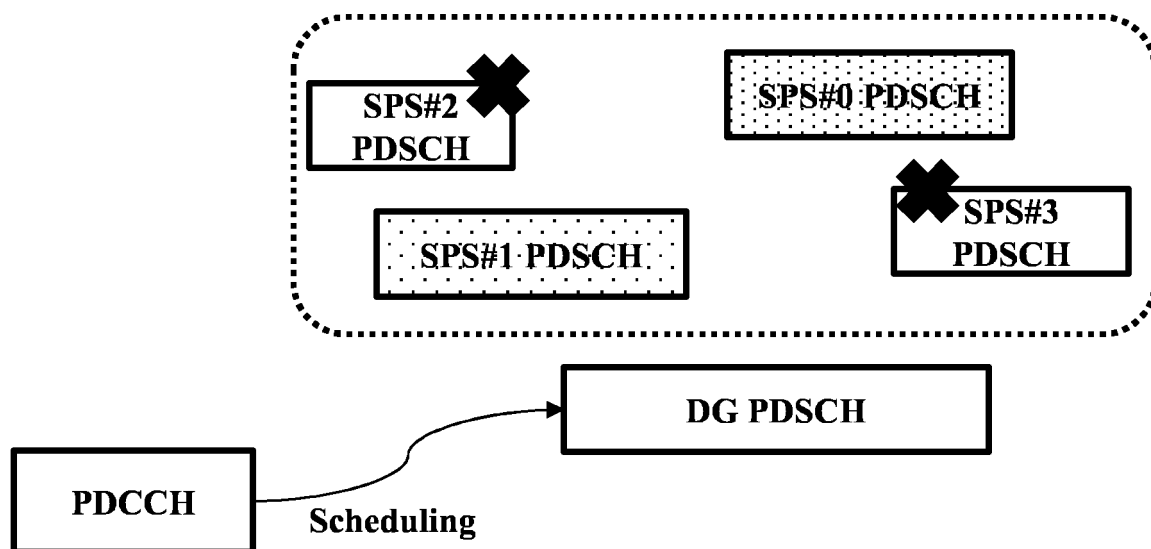 SPS#2
PDSCH
SPS#0 PDSCH
SPS#1 PDSCH
SPS#3
PDSCH
DG PDSCH
PDCCH
Scheduling